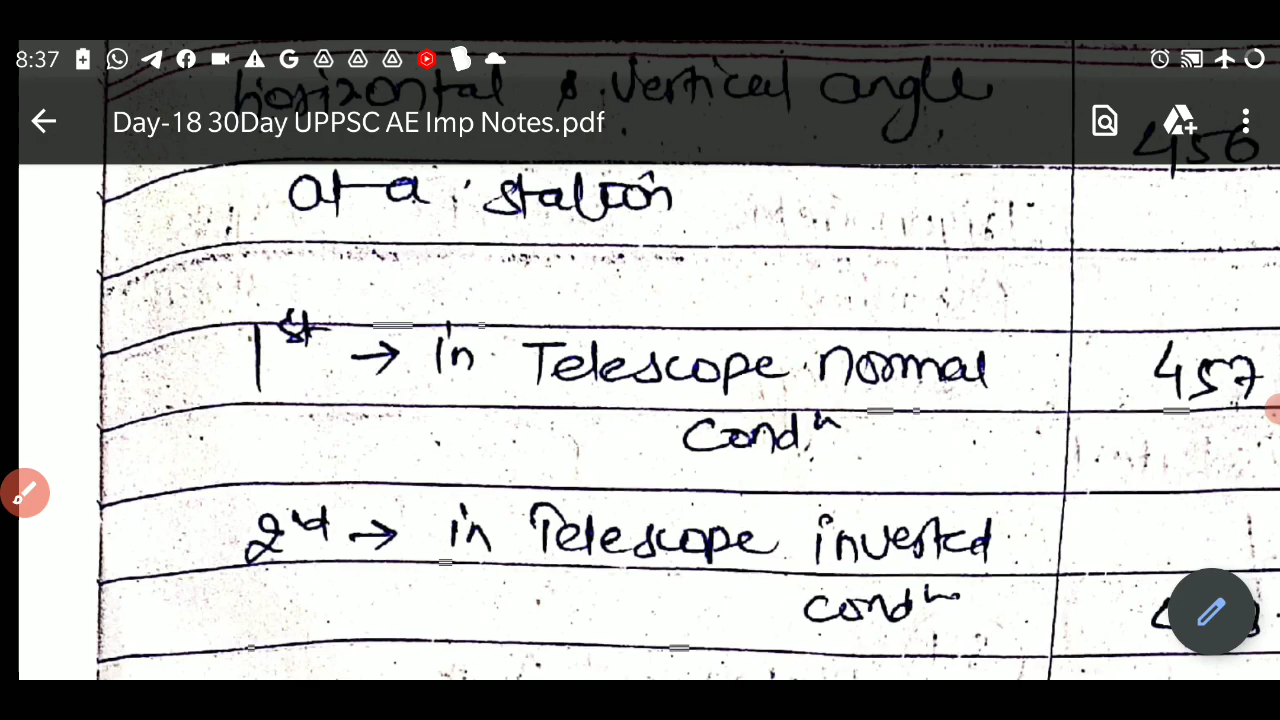 8:37
horizontal & vertical angle
Day-18 30Day UPPSC AE Imp Notes.pdf
456
at a station
1st → in Telescope normal 457
condn
2nd → in Telescope inverted
condn